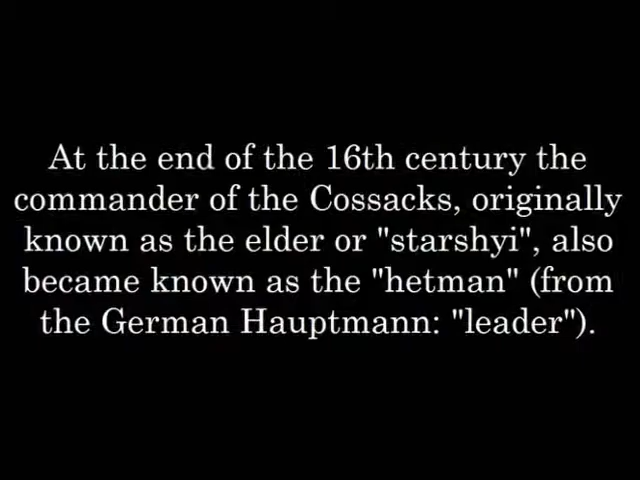 At the end of the 16th century the
commander of the Cossacks, originally
known as the elder or "starshyi", also
became known as the "hetman" (from
the German Hauptmann: "leader").